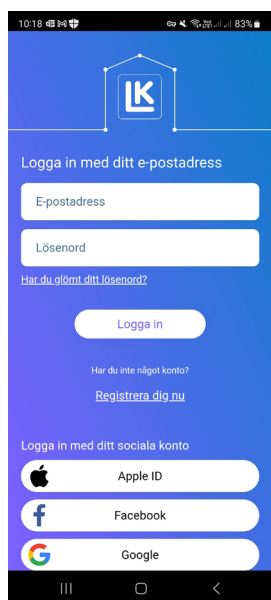 10:18 83%
LK
Logga in med ditt e-postadress
E-postadress
Lösenord
Har du glömt ditt lösenord?
Logga in
Har du inte något konto?
Registrera dig nu
Logga in med ditt sociala konto
Apple ID
Facebook
Google